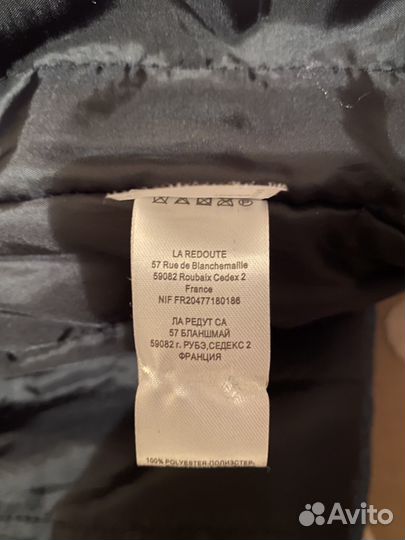 LA REDOUTE
57 Rue de Blanchemaille
59082 Roubaix Cedex 2
France
NIF FR20477180186
ЛА РЕДУТ СА
57 БЛАНШМАЙ
59082 г. РУБЭ,СЕДЕКС 2
ФРАНЦИЯ
100% POLYESTER-ПОЛИЭСТЕР-
Avito